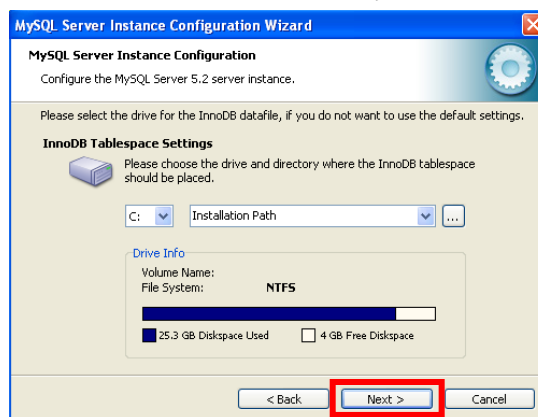 MySQL Server Instance Configuration Wizard
MySQL Server Instance Configuration
Configure the MySQL Server 5.2 server instance.
Please select the drive for the InnoDB datafile, if you do not want to use the default settings.
InnoDB Tablespace Settings
Please choose the drive and directory where the InnoDB tablespace
should be placed.
C: Installation Path ...
Drive Info
Volume Name:
File System: NTFS
25.3 GB Diskspace Used 4 GB Free Diskspace
< Back Next > Cancel